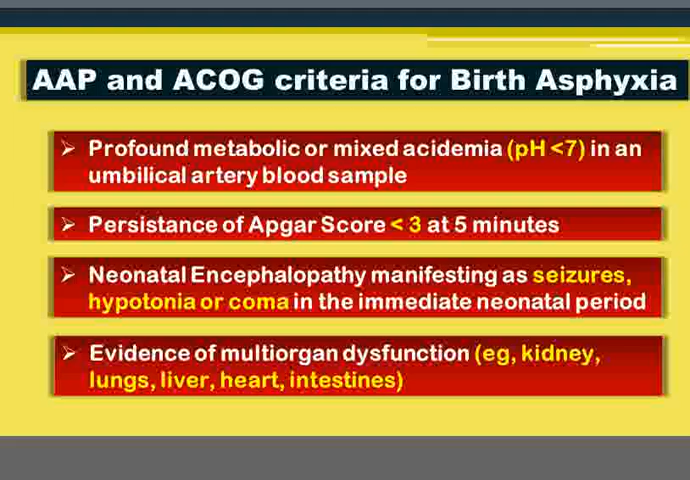 AAP and ACOG criteria for Birth Asphyxia
➢ Profound metabolic or mixed acidemia (pH <7) in an
umbilical artery blood sample
➢ Persistance of Apgar Score < 3 at 5 minutes
➢ Neonatal Encephalopathy manifesting as seizures,
hypotonia or coma in the immediate neonatal period
➢ Evidence of multiorgan dysfunction (eg, kidney,
lungs, liver, heart, intestines)